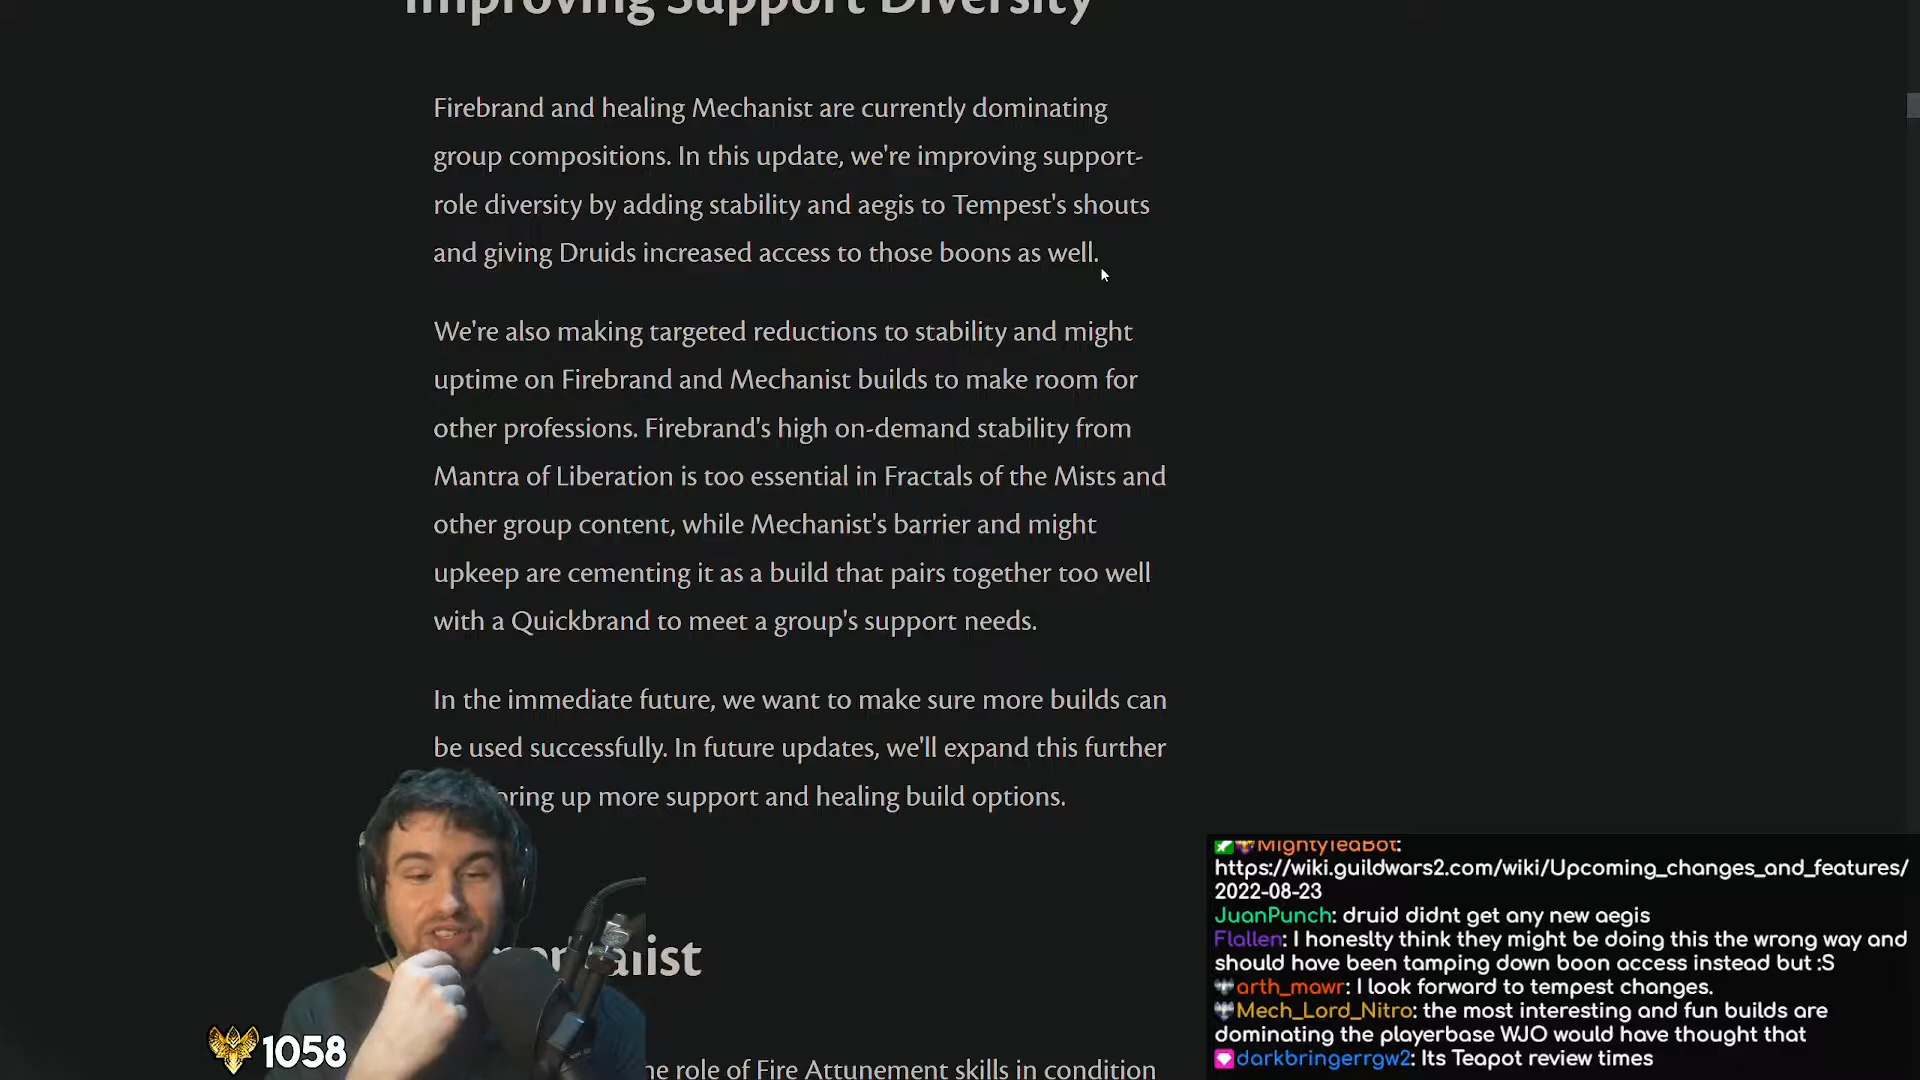 Improving Support Diversity
Firebrand and healing Mechanist are currently dominating
group compositions. In this update, we're improving support-
role diversity by adding stability and aegis to Tempest's shouts
and giving Druids increased access to those boons as well.
We're also making targeted reductions to stability and might
uptime on Firebrand and Mechanist builds to make room for
other professions. Firebrand's high on-demand stability from
Mantra of Liberation is too essential in Fractals of the Mists and
other group content, while Mechanist's barrier and might
upkeep are cementing it as a build that pairs together too well
with a Quickbrand to meet a group's support needs.
In the immediate future, we want to make sure more builds can
be used successfully. In future updates, we'll expand this further
up more support and healing build options.
role of Fire Attunement skills in condition
1058
MightyTeaBot:
https://wiki.guildwars2.com/wiki/Upcoming_changes_and_features/
2022-08-23
JuanPunch: druid didnt get any new aegis
Flallen: I honeslty think they might be doing this the wrong way and
should have been tamping down boon access instead but :S
arth_mawr: I look forward to tempest changes.
Mech_Lord_Nitro: the most interesting and fun builds are
dominating the playerbase WJO would have thought that
darkbringerrgw2: Its Teapot review times